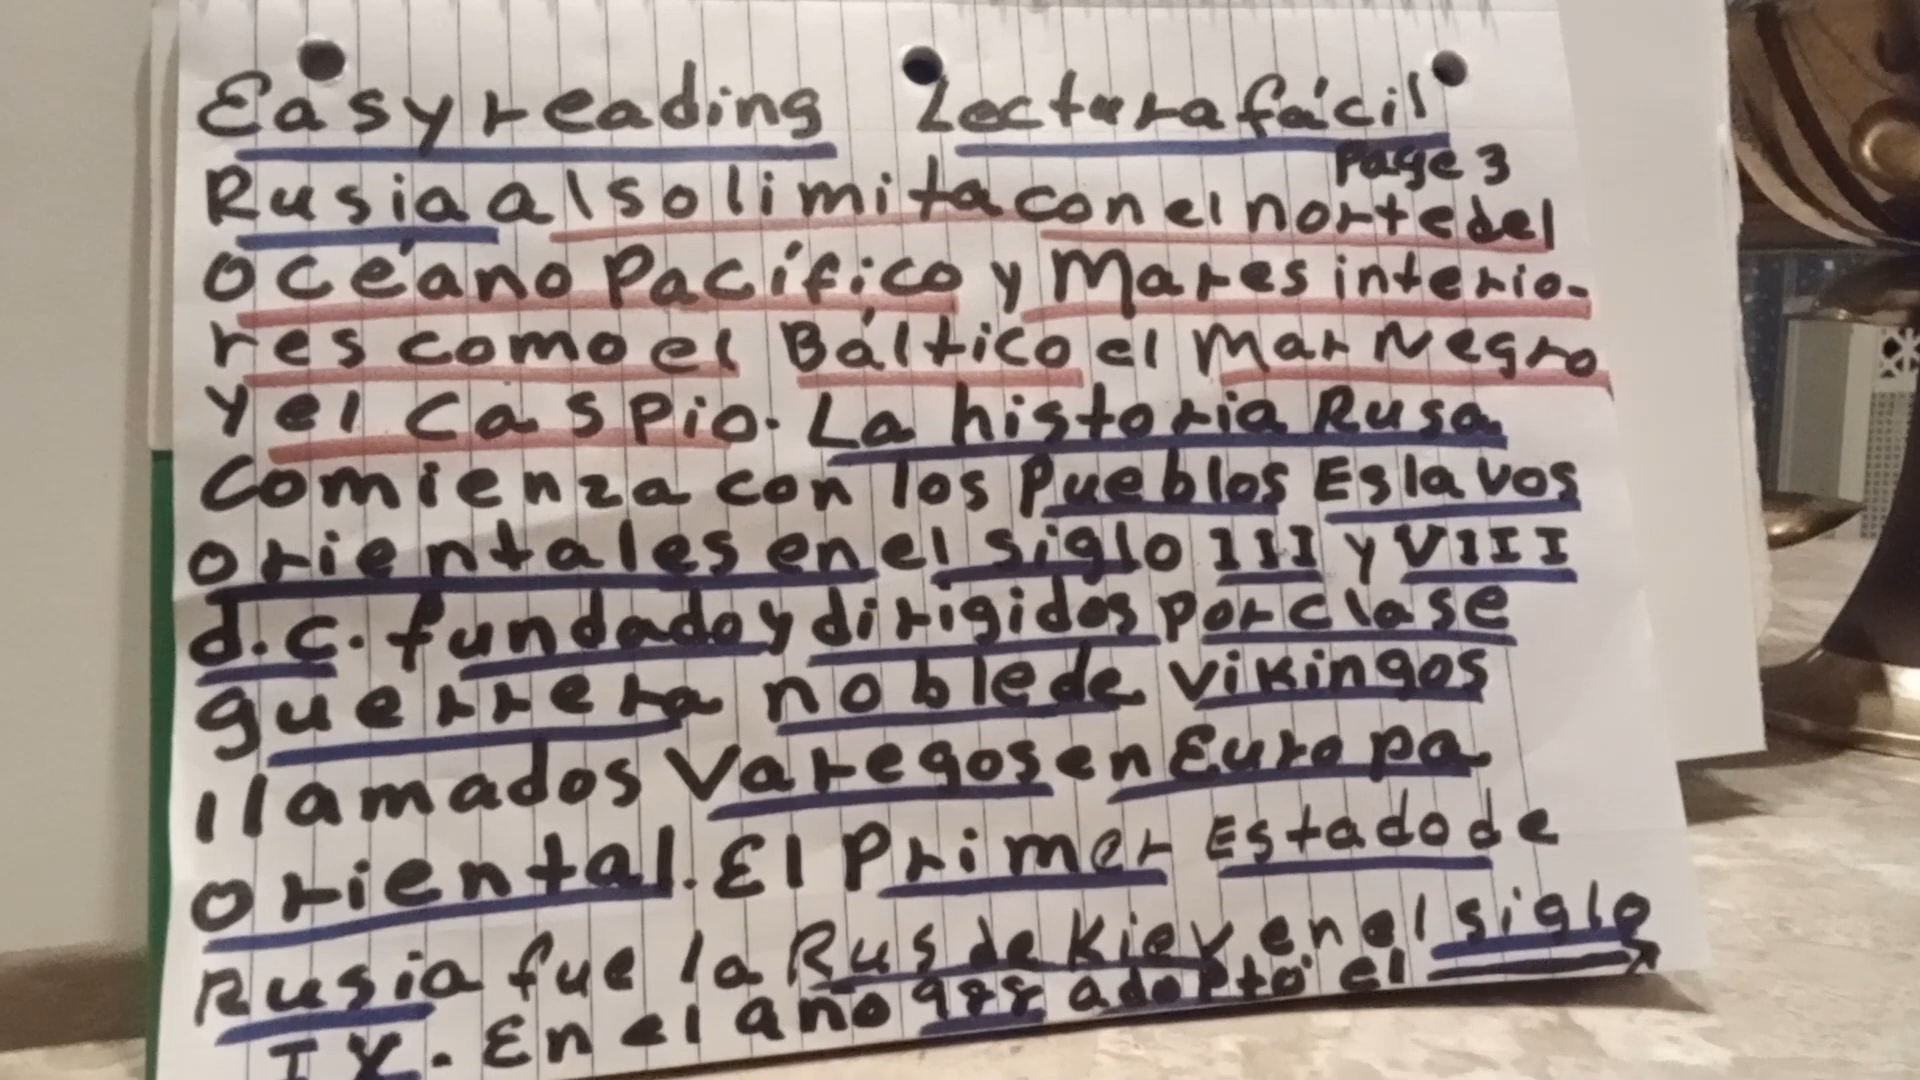 Easy reading Lectura fácil
Page 3
Rusia also limita con el norte del
océano Pacífico y Mares interio-
res como el Báltico el Mar Negro
y el Caspio. La historia Rusa
Comienza con los Pueblos Eslavos
orientales en el siglo III y VIII
d.c. fundado y dirigidos por clase
guerrera noble de vikingos
llamados Varegos en Europa
oriental. El Primer Estado de
Rusia fue la Rus de Kiev en el siglo
IX. En el año 988 adoptó el